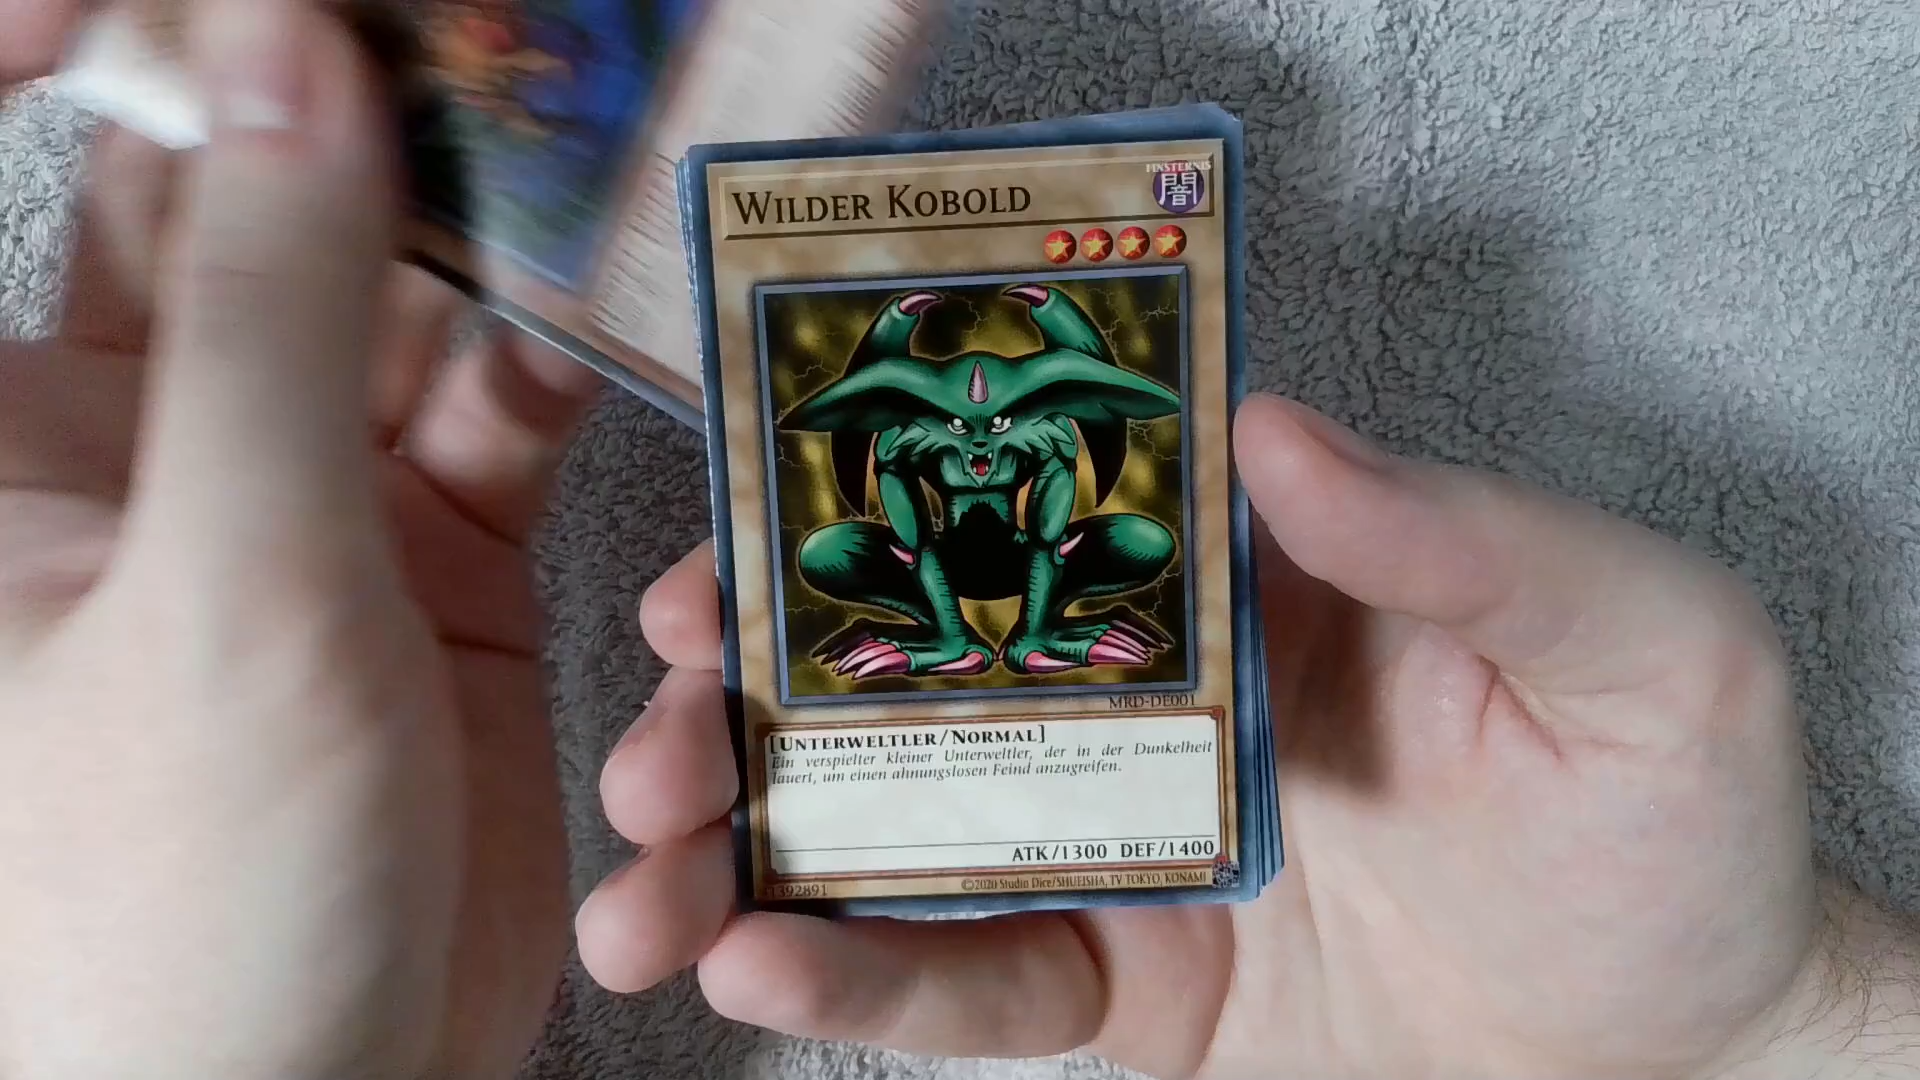 WILDER KOBOLD
FINSTERNIS
闇
MRD-DE001
[UNTERWELTLER/NORMAL]
Ein verspielter kleiner Unterweltler, der in der Dunkelheit
lauert, um einen ahnungslosen Feind anzugreifen.
ATK/1300 DEF/1400
©2020 Studio Dice/SHUEISHA, TV TOKYO, KONAMI